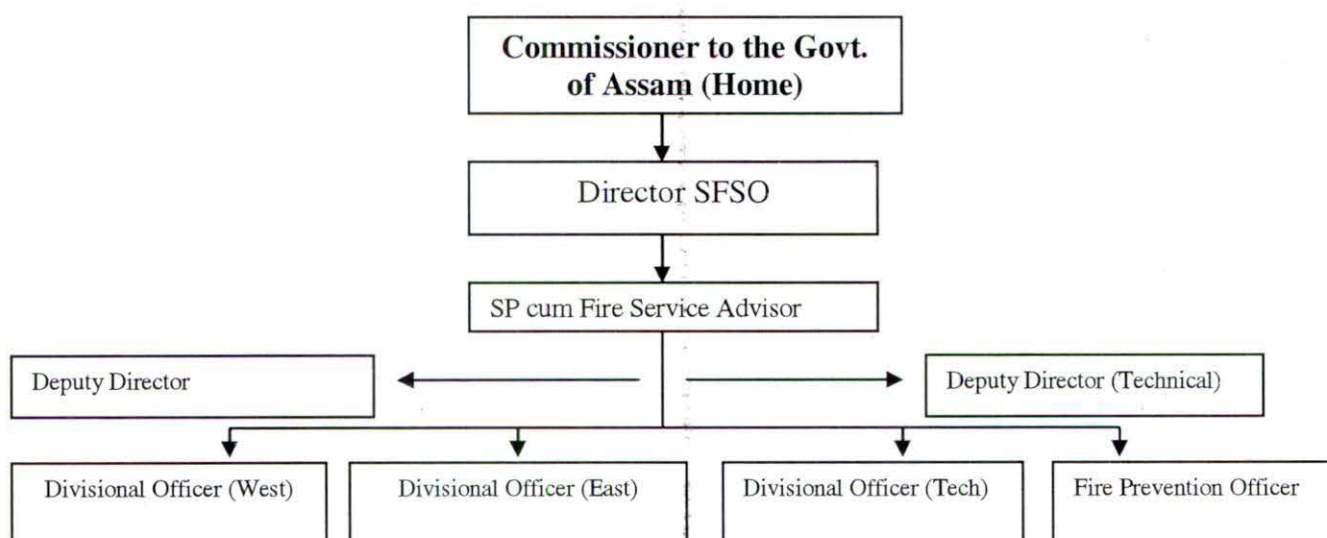 Commissioner to the Govt.
of Assam (Home)
Director SFSO
SP cum Fire Service Advisor
Deputy Director
Deputy Director (Technical)
Divisional Officer (West)
Divisional Officer (East)
Divisional Officer (Tech)
Fire Prevention Officer